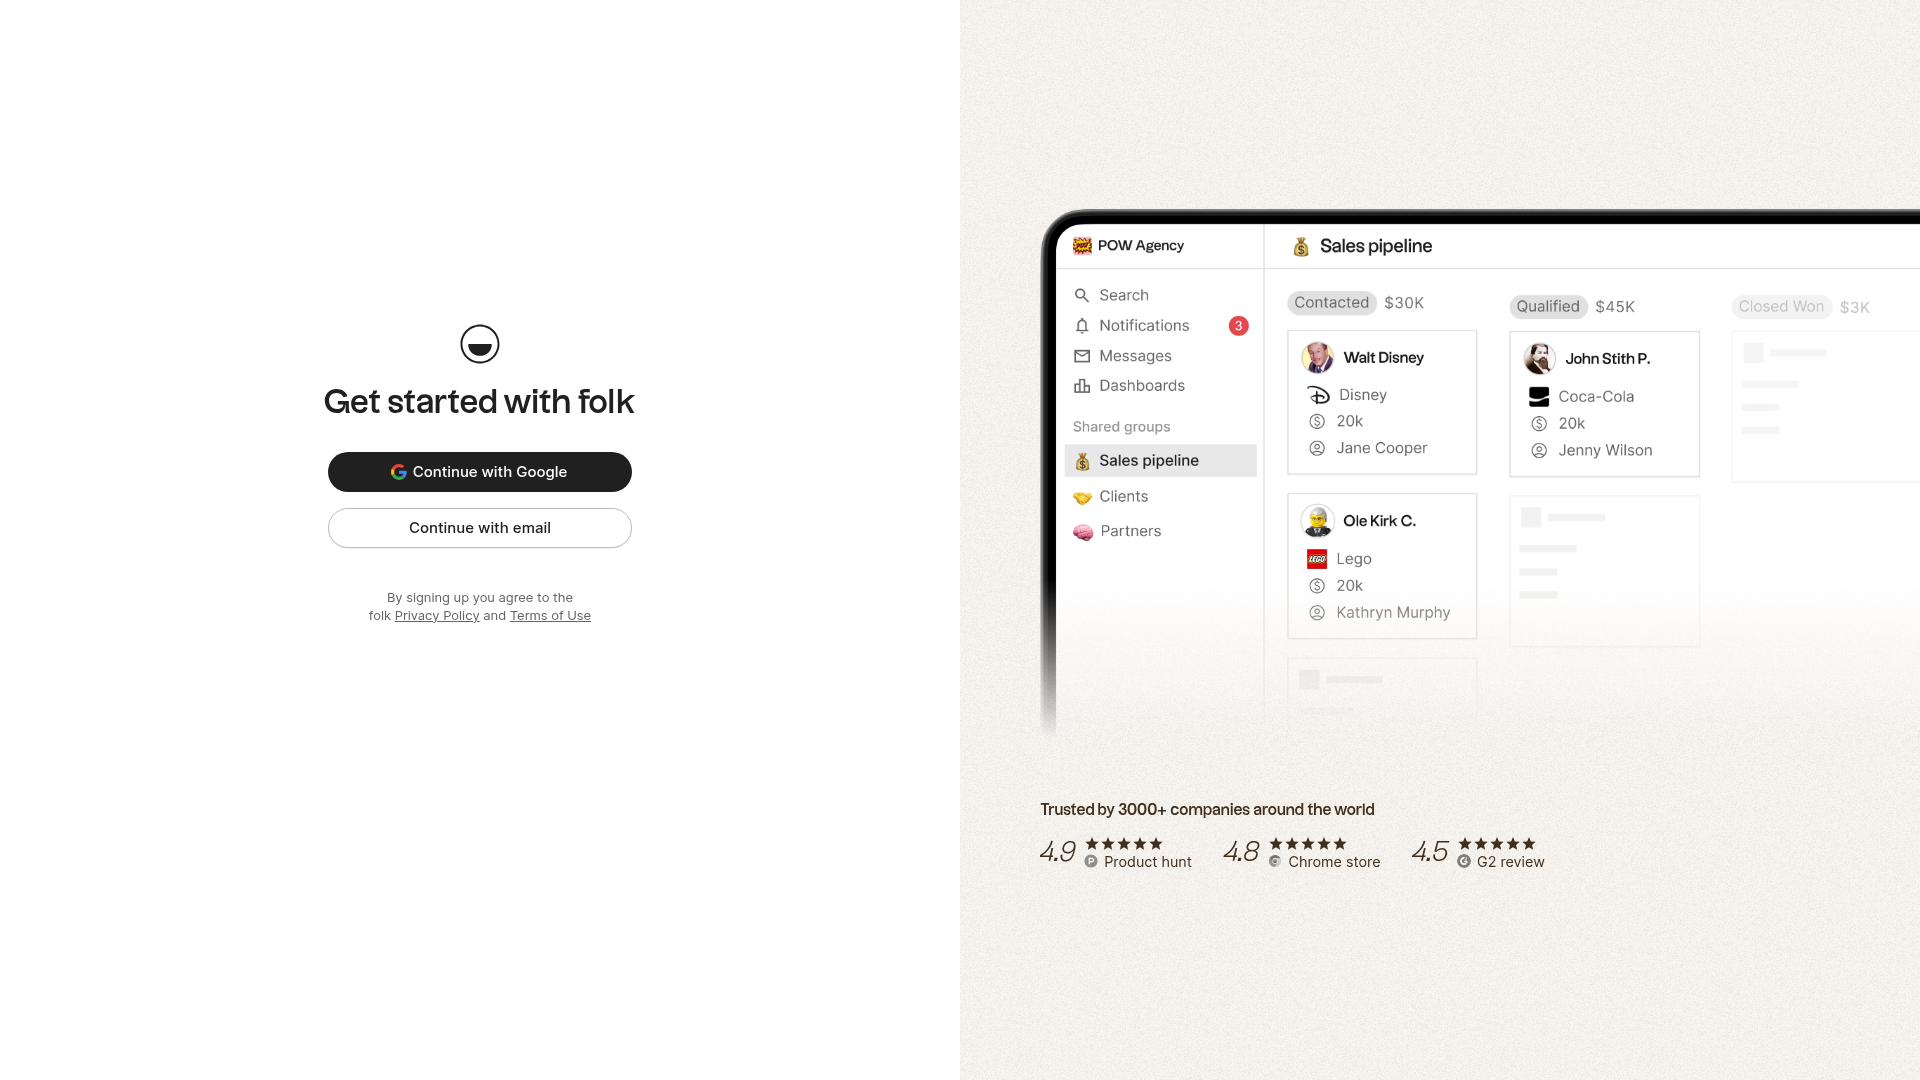 Get started with folk
Continue with Google
Continue with email
By signing up you agree to the
folk Privacy Policy and Terms of Use
POW Agency
Search
Notifications
3
Messages
Dashboards
Shared groups
Sales pipeline
Clients
Partners
Sales pipeline
Contacted $30K
Walt Disney
Disney
20k
Jane Cooper
Ole Kirk C.
LEGO
Lego
20k
Kathryn Murphy
Qualified $45K
John Stith P.
Coca-Cola
20k
Jenny Wilson
Closed Won $3K
Trusted by 3000+ companies around the world
4.9
Product hunt
4.8
Chrome store
4.5
G2 review